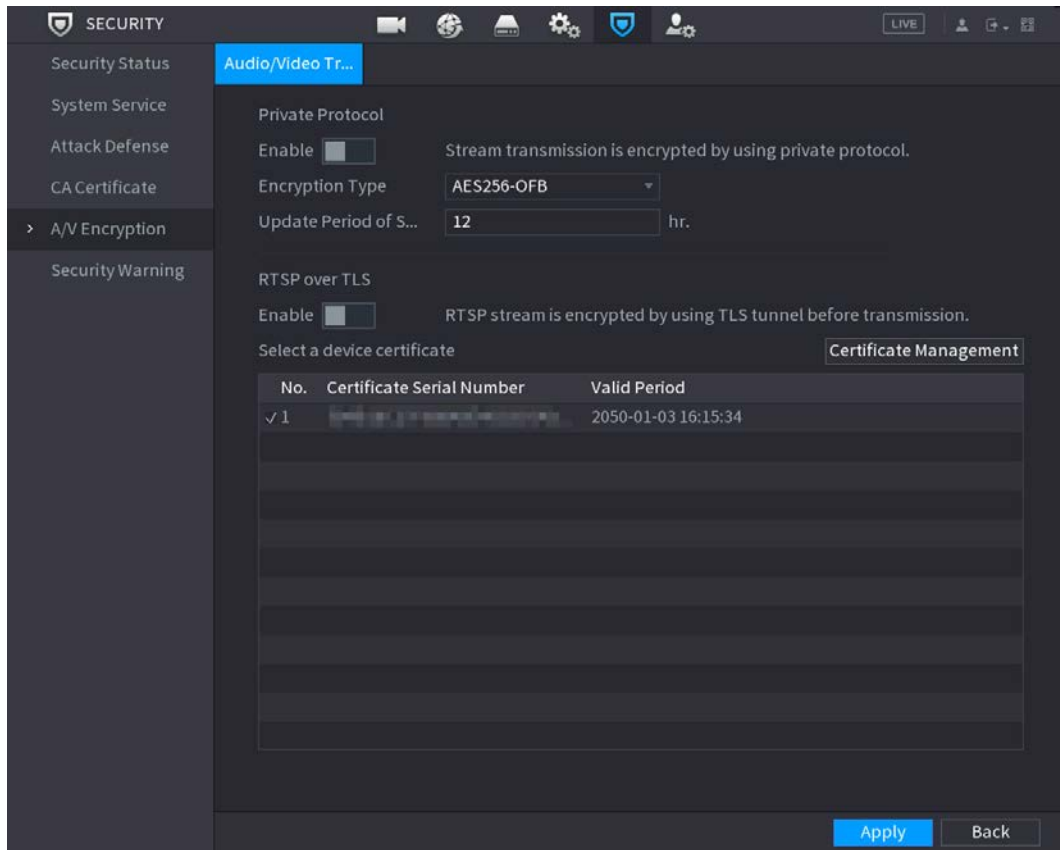 SECURITY
LIVE
Security Status
System Service
Attack Defense
CA Certificate
A/V Encryption
Security Warning
Audio/Video Tr...
Private Protocol
Enable Stream transmission is encrypted by using private protocol.
Encryption Type AES256-OFB
Update Period of S... 12 hr.
RTSP over TLS
Enable RTSP stream is encrypted by using TLS tunnel before transmission.
Select a device certificate Certificate Management
No. Certificate Serial Number Valid Period
1 2050-01-03 16:15:34
Apply Back